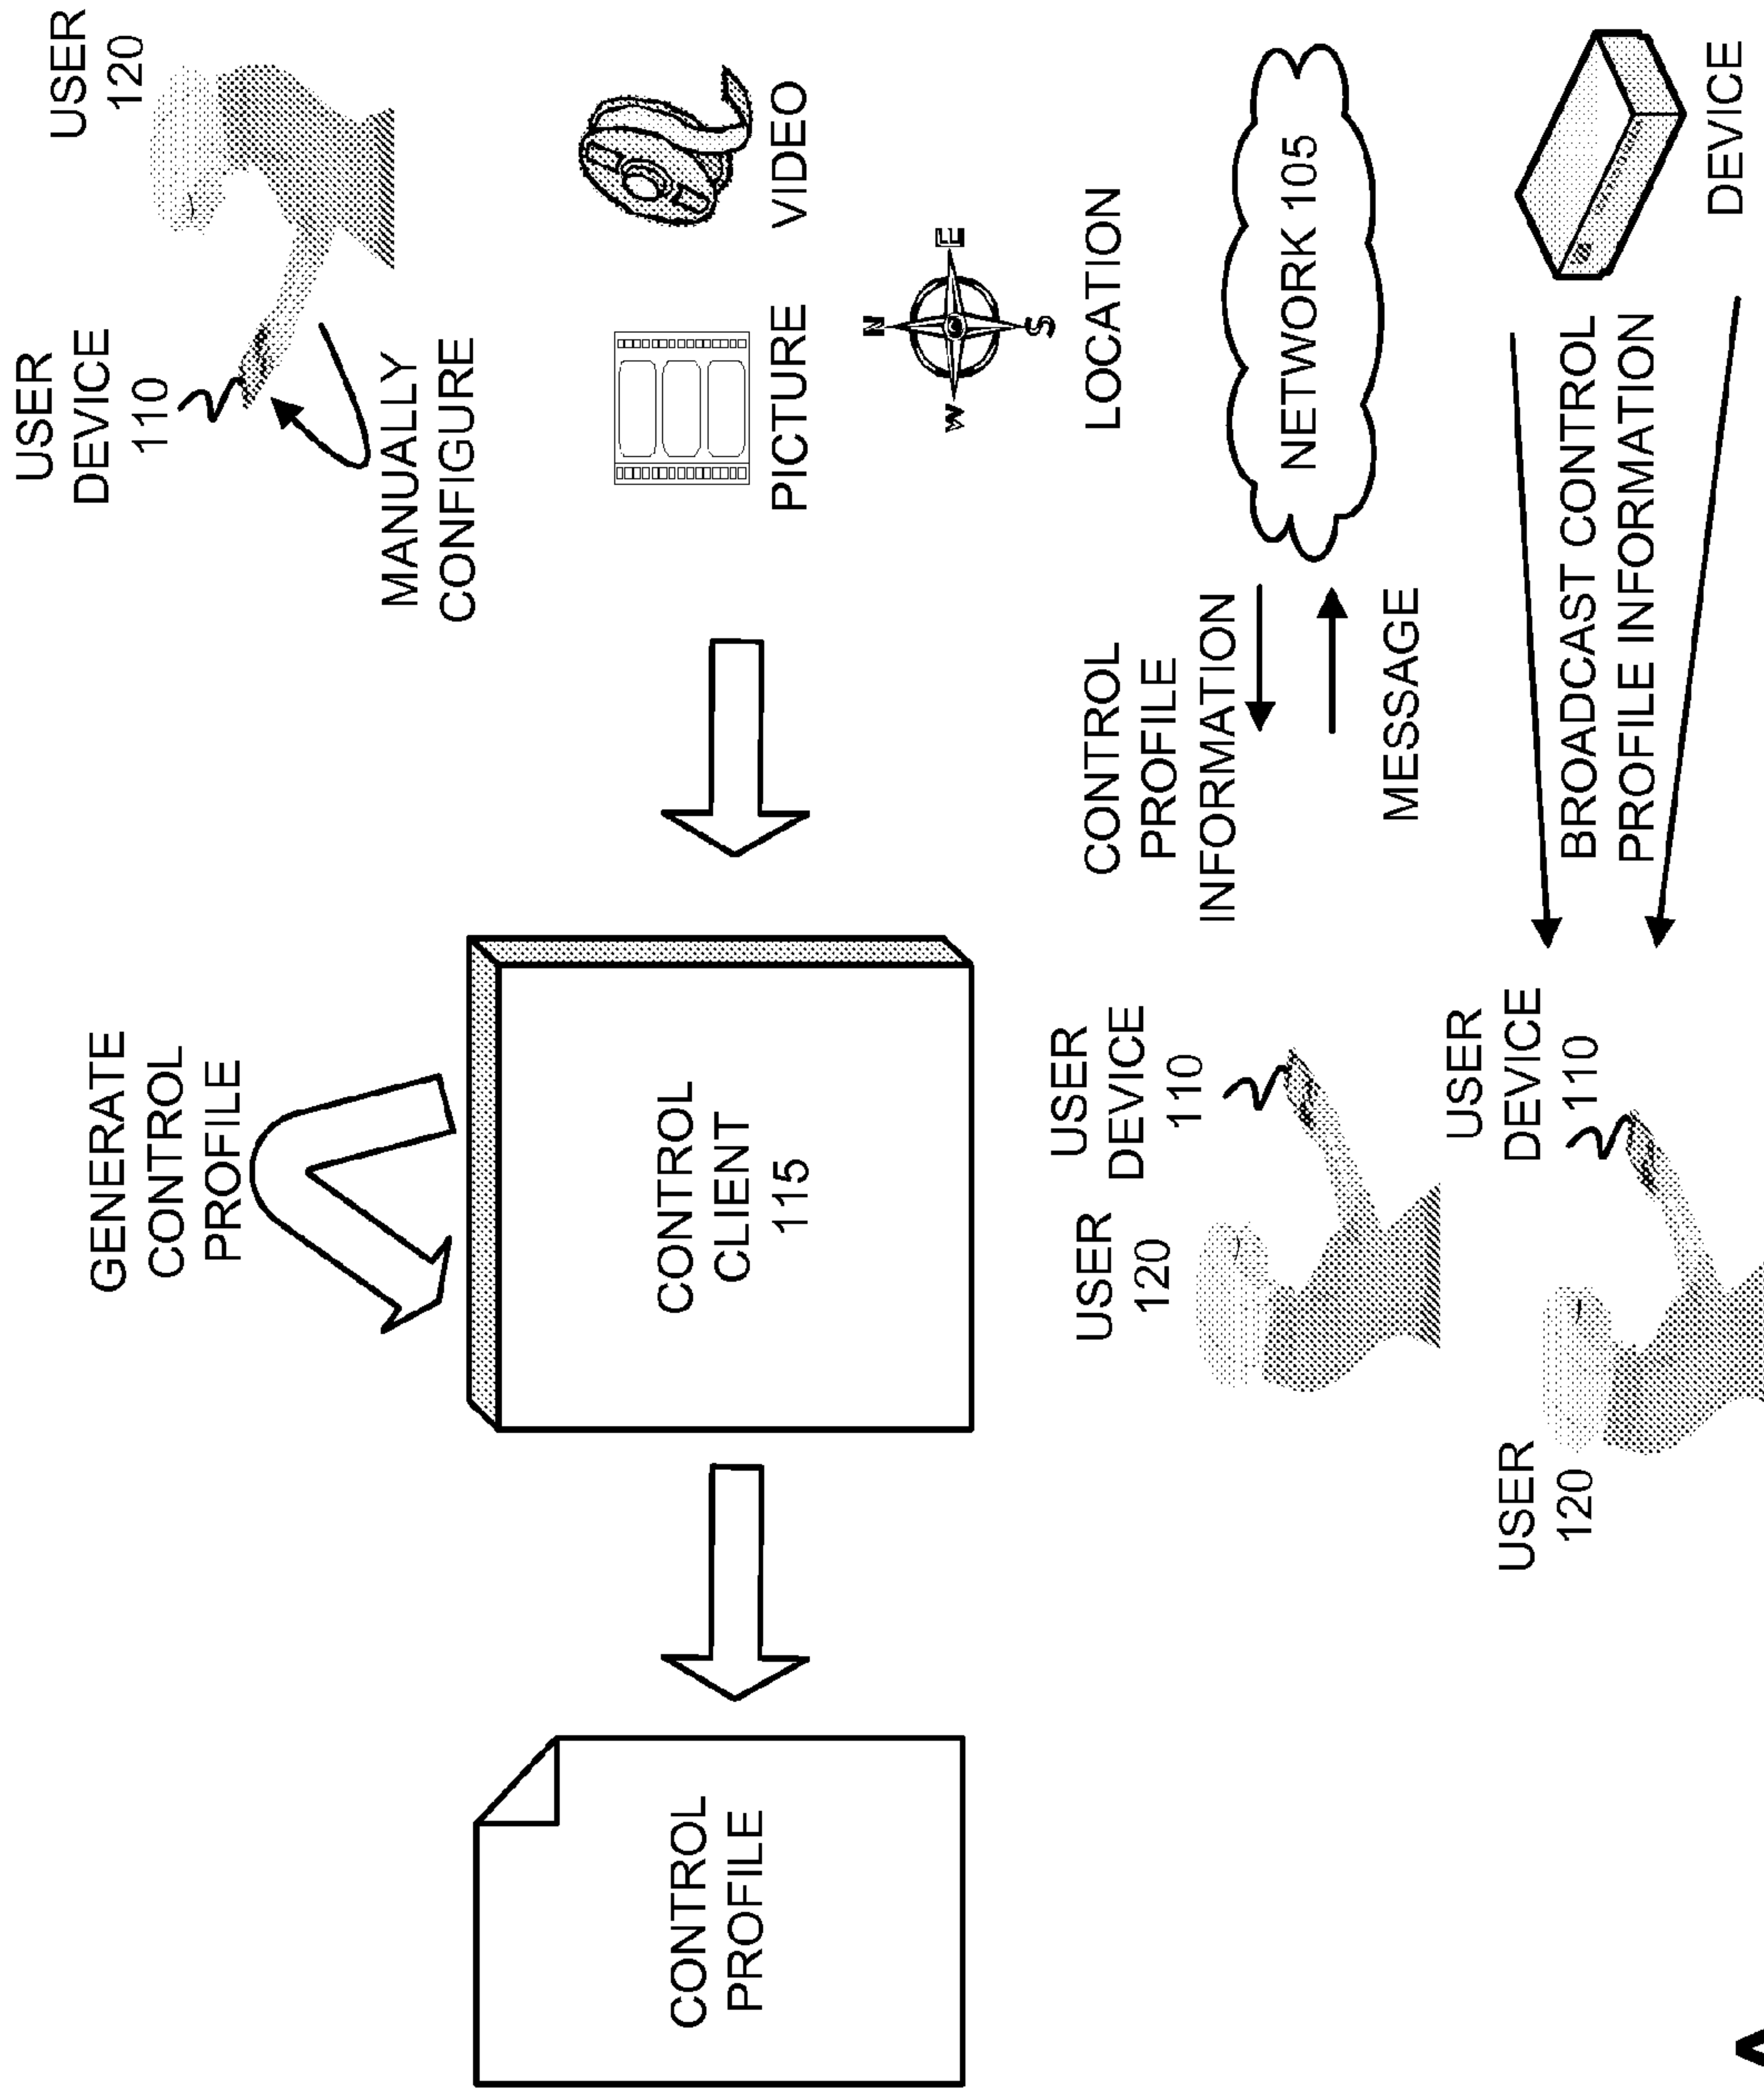 USER
DEVICE
110
USER
120
MANUALLY
CONFIGURE
GENERATE
CONTROL
PROFILE
CONTROL
PROFILE
CONTROL
CLIENT
115
PICTURE
VIDEO
N
W
E
S
LOCATION
USER
120
USER
DEVICE
110
CONTROL
PROFILE
INFORMATION
MESSAGE
NETWORK 105
USER
120
USER
DEVICE
110
BROADCAST CONTROL
PROFILE INFORMATION
DEVICE